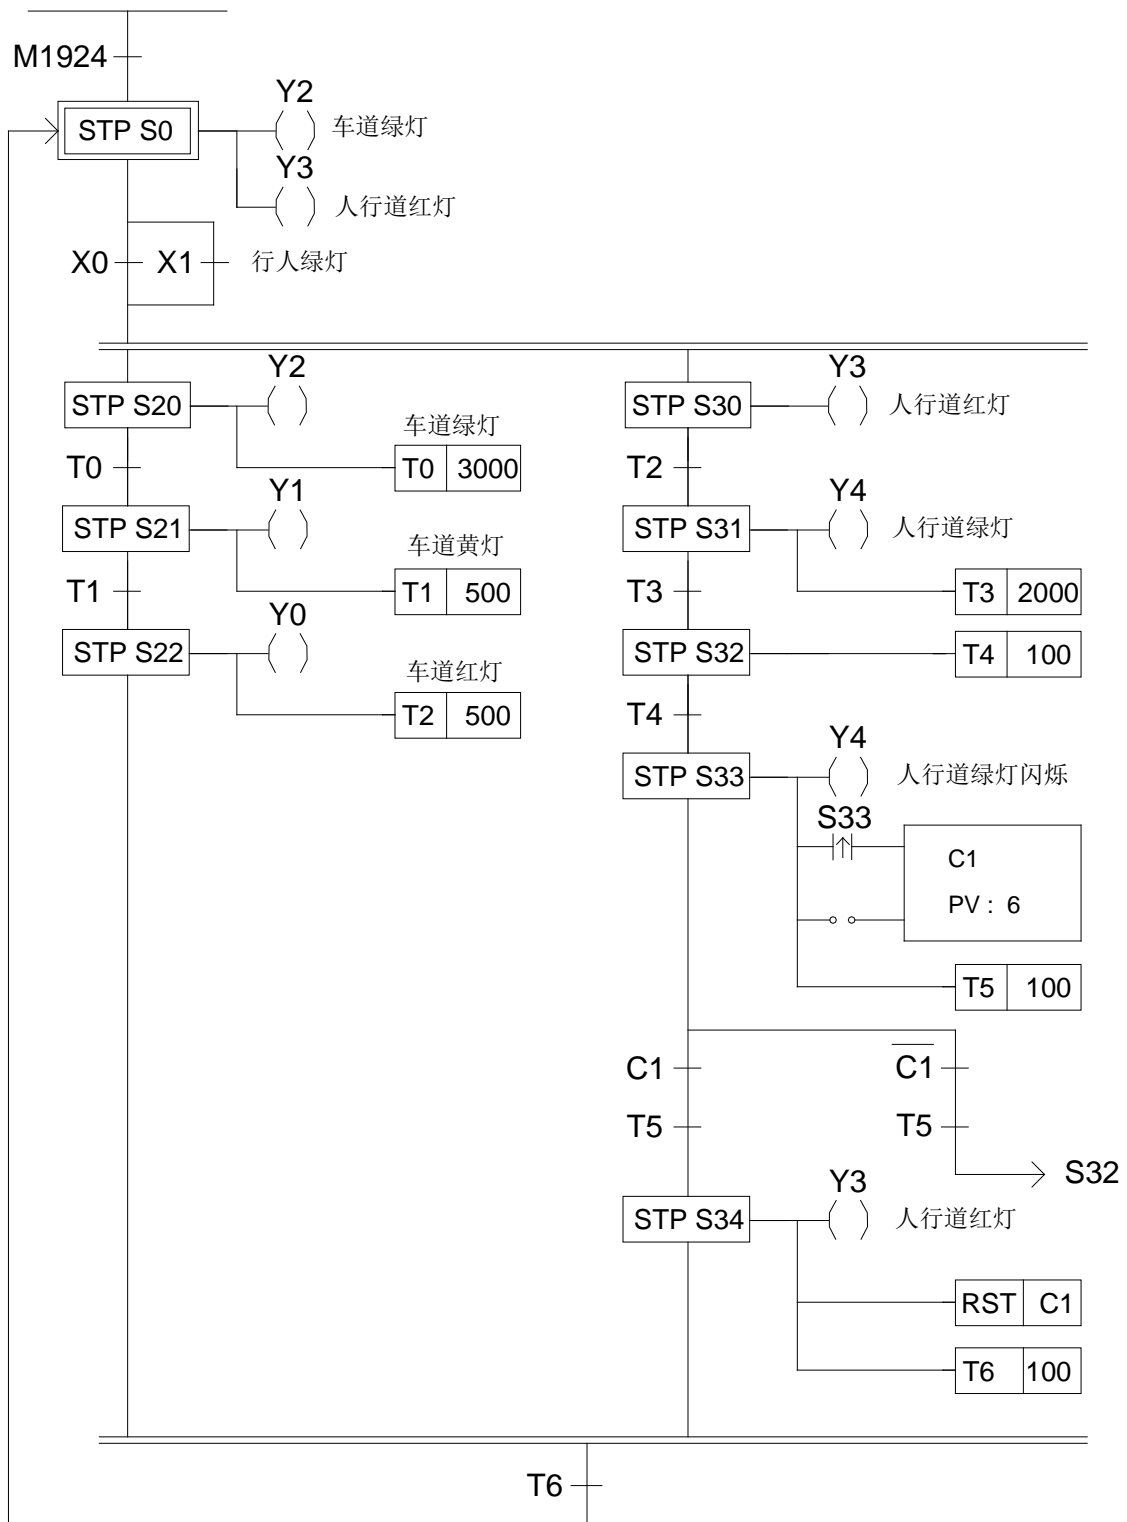 M1924
Y2
STP S0
车道绿灯
Y3
人行道红灯
X0
X1
行人绿灯
Y2
STP S20
车道绿灯
T0
T0 3000
Y1
STP S21
车道黄灯
T1
T1 500
Y0
STP S22
车道红灯
T2 500
Y3
STP S30
人行道红灯
T2
Y4
STP S31
人行道绿灯
T3
T3 2000
STP S32
T4 100
T4
Y4
STP S33
人行道绿灯闪烁
S33
C1
PV : 6
T5 100
C1
C1
T5
T5
S32
Y3
STP S34
人行道红灯
RST C1
T6 100
T6